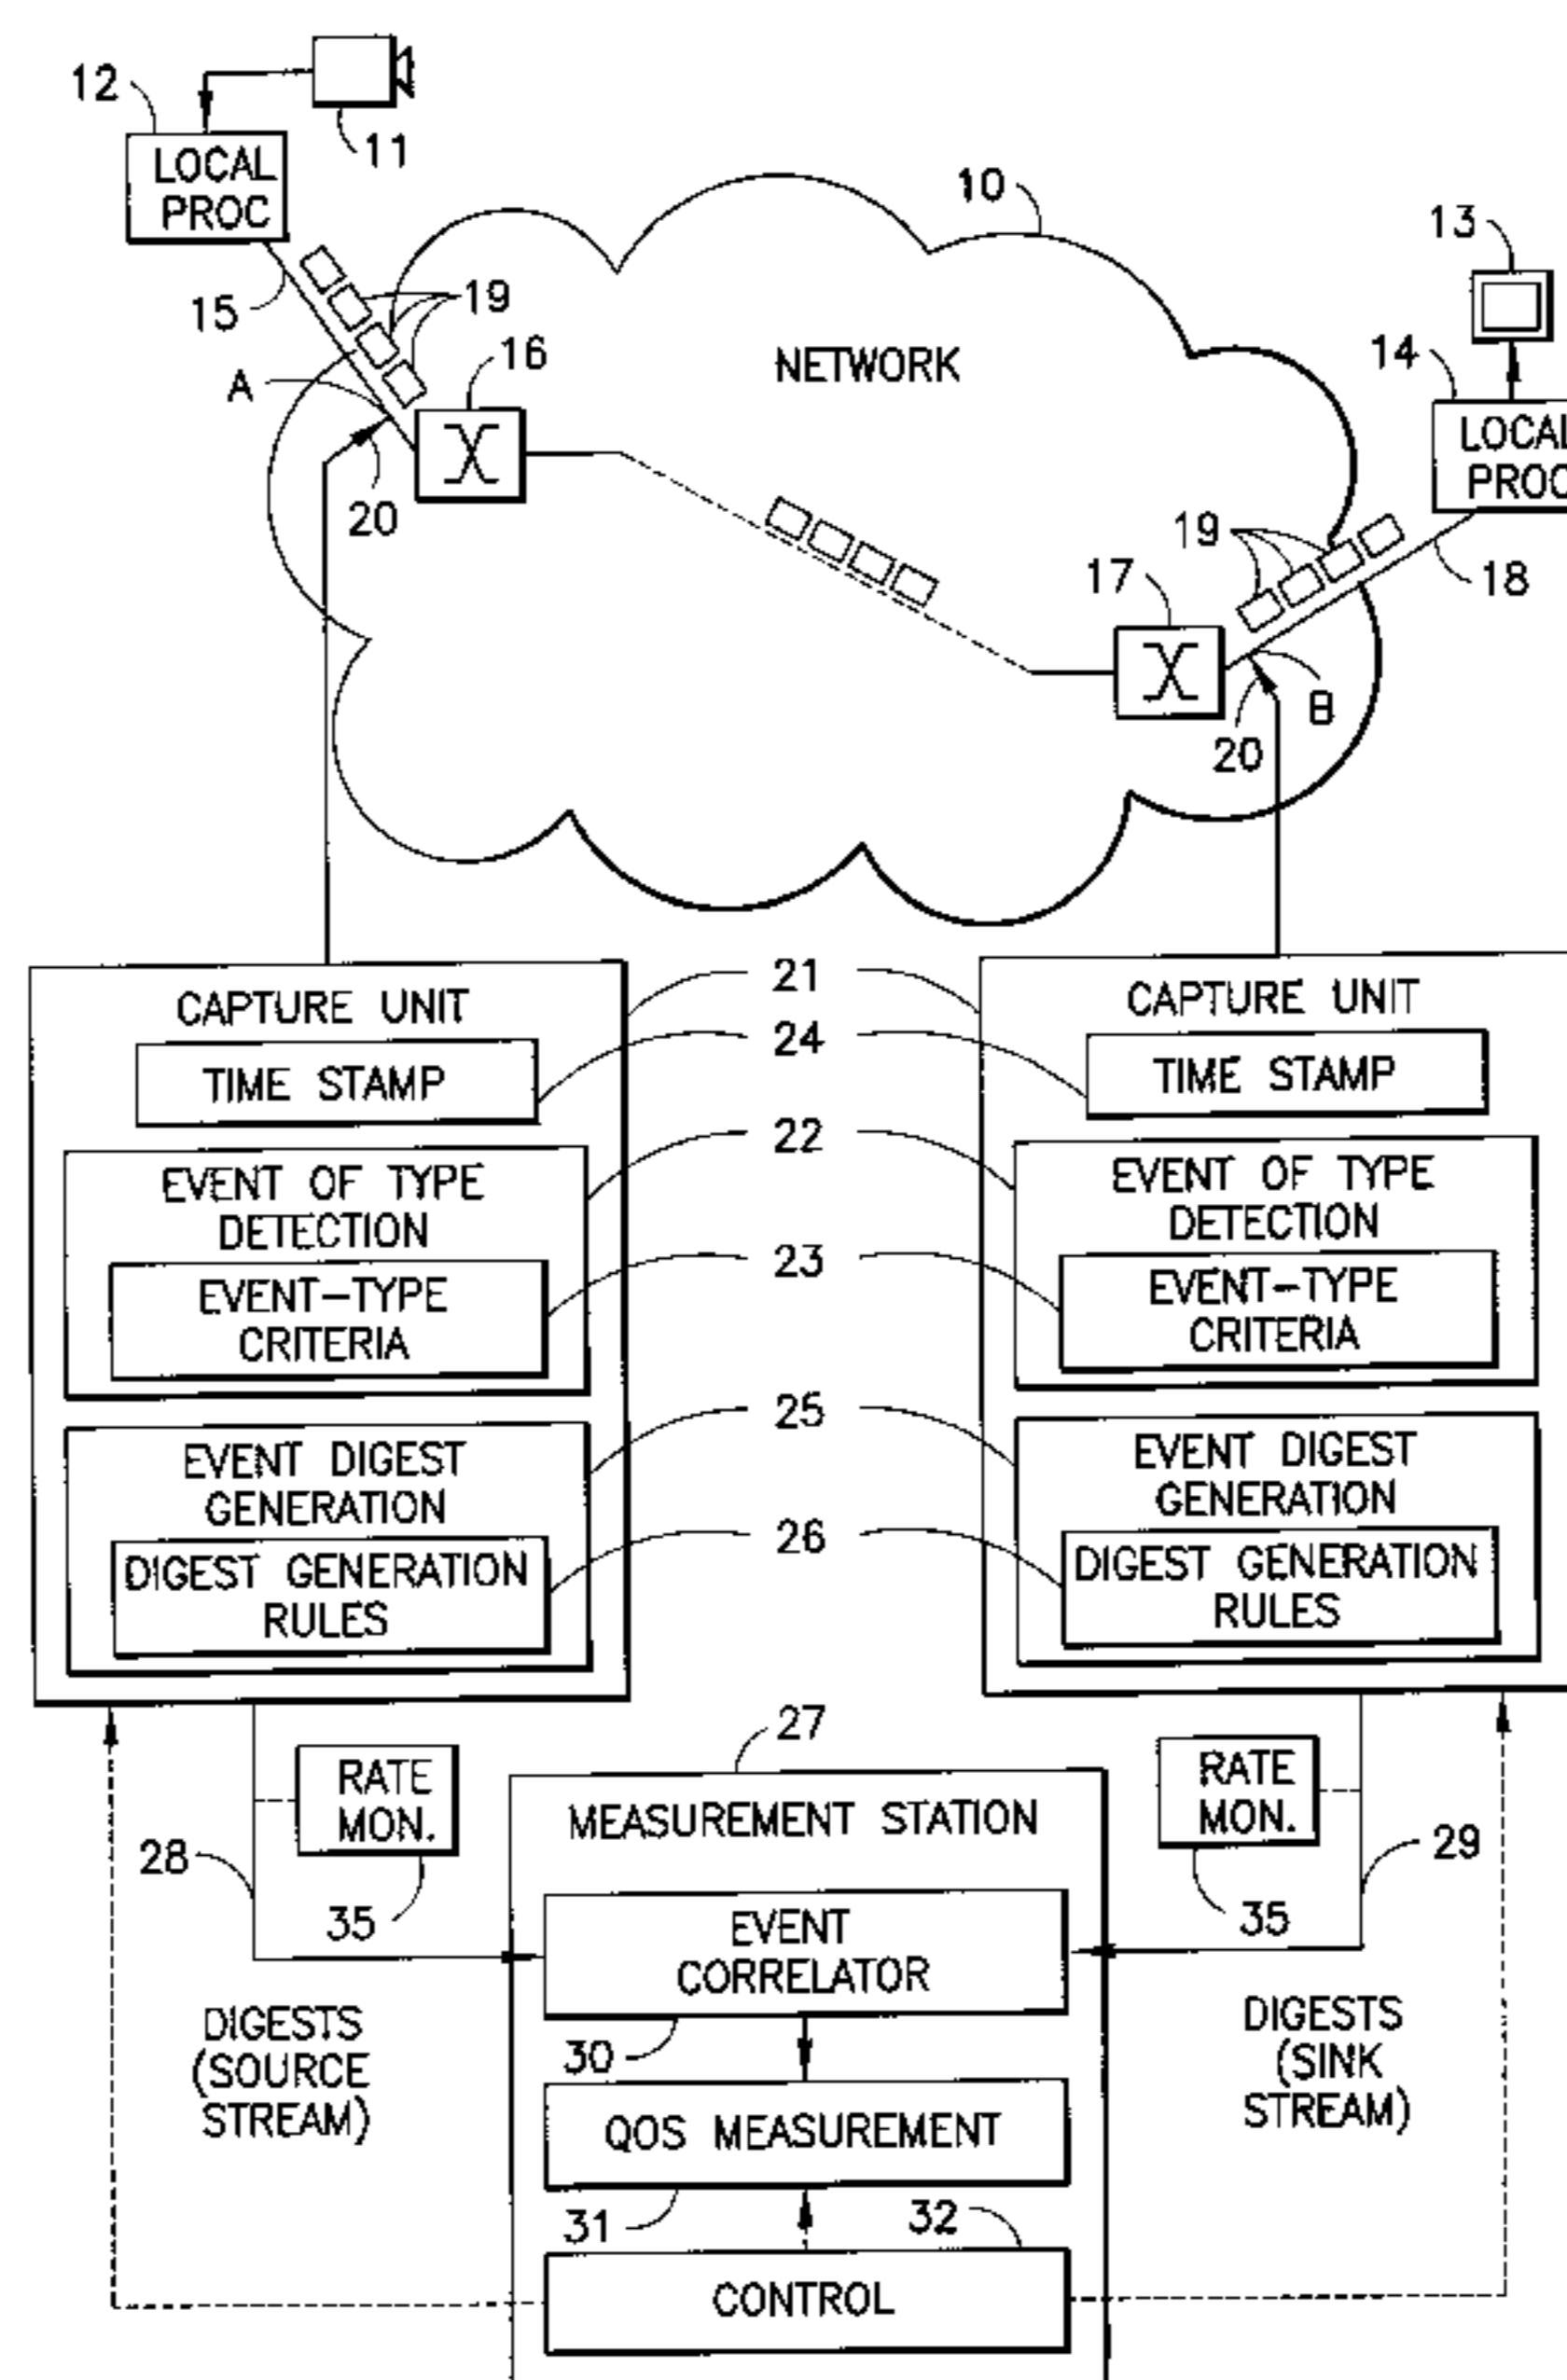 12
11
LOCAL
PROC
10
13
15
19
16
A
NETWORK
14
LOCAL
PROC
20
19
17
18
B
20
CAPTURE UNIT
21
CAPTURE UNIT
TIME STAMP
24
TIME STAMP
22
EVENT OF TYPE
DETECTION
EVENT OF TYPE
DETECTION
23
EVENT-TYPE
CRITERIA
EVENT-TYPE
CRITERIA
25
EVENT DIGEST
GENERATION
EVENT DIGEST
GENERATION
26
DIGEST GENERATION
RULES
DIGEST GENERATION
RULES
27
RATE
MON.
MEASUREMENT STATION
RATE
MON.
28
35
29
35
EVENT
CORRELATOR
DIGESTS
(SOURCE
STREAM)
DIGESTS
(SINK
STREAM)
30
QOS MEASUREMENT
31
32
CONTROL